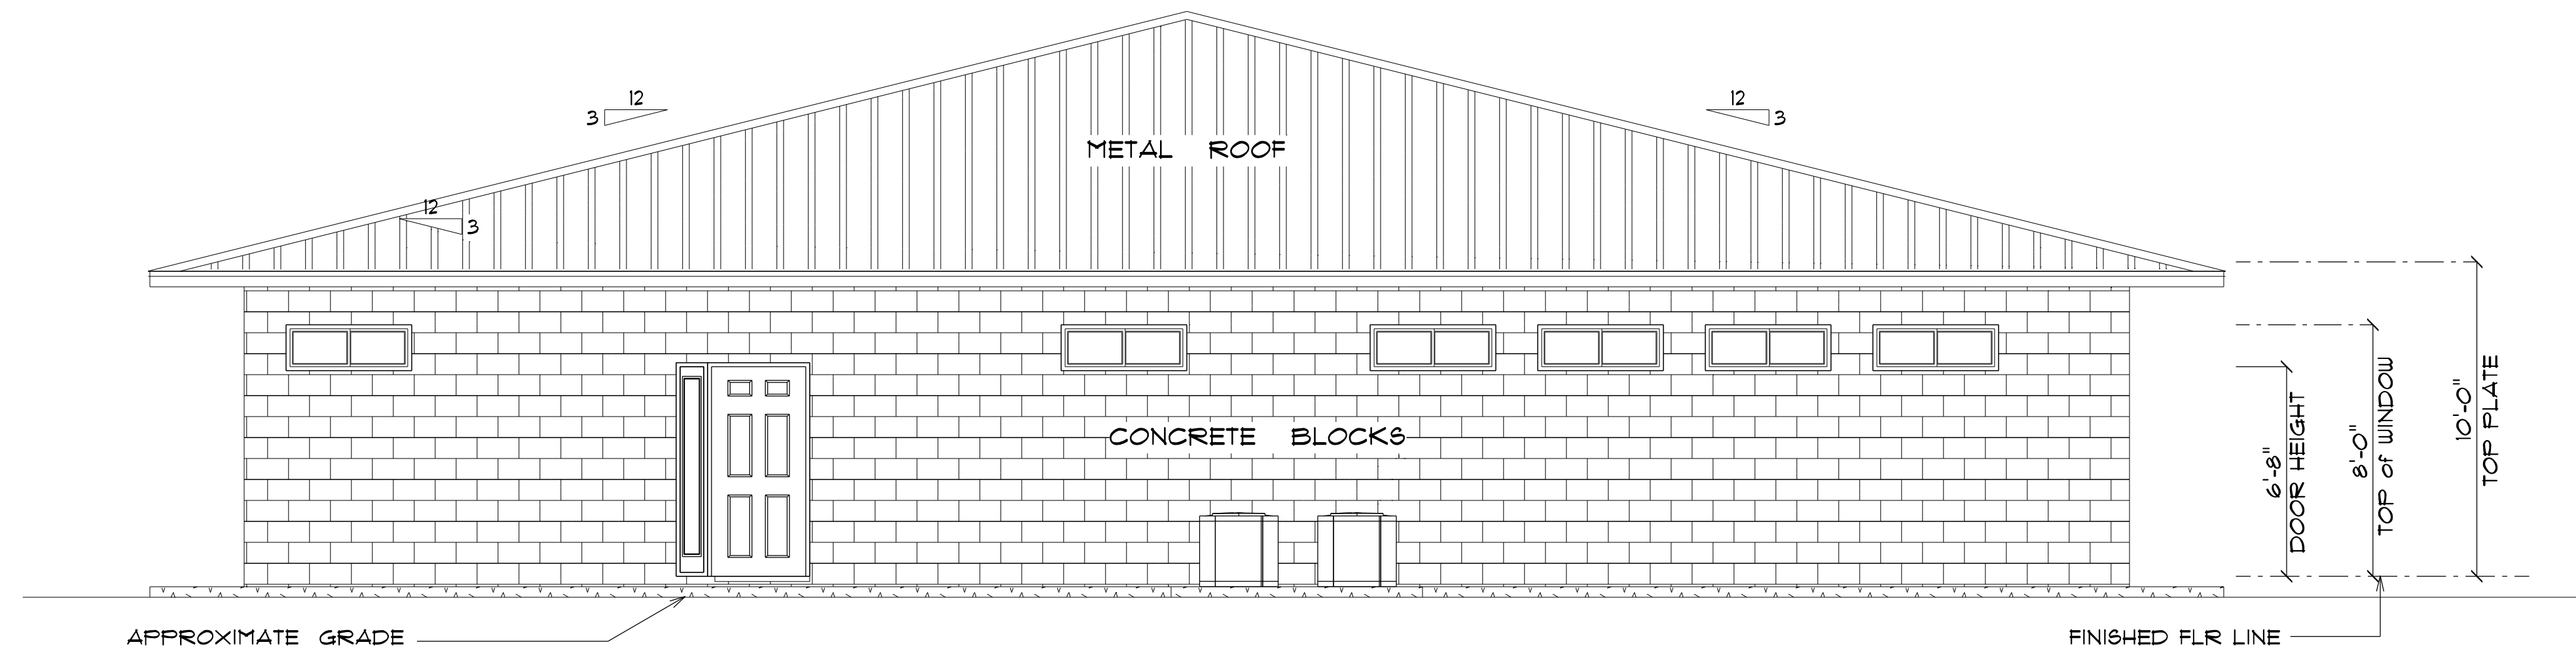 12
3
12
3
METAL ROOF
12
3
CONCRETE BLOCKS
6'-8"
DOOR HEIGHT
8'-0"
TOP of WINDOW
10'-0"
TOP PLATE
APPROXIMATE GRADE
FINISHED FLR LINE